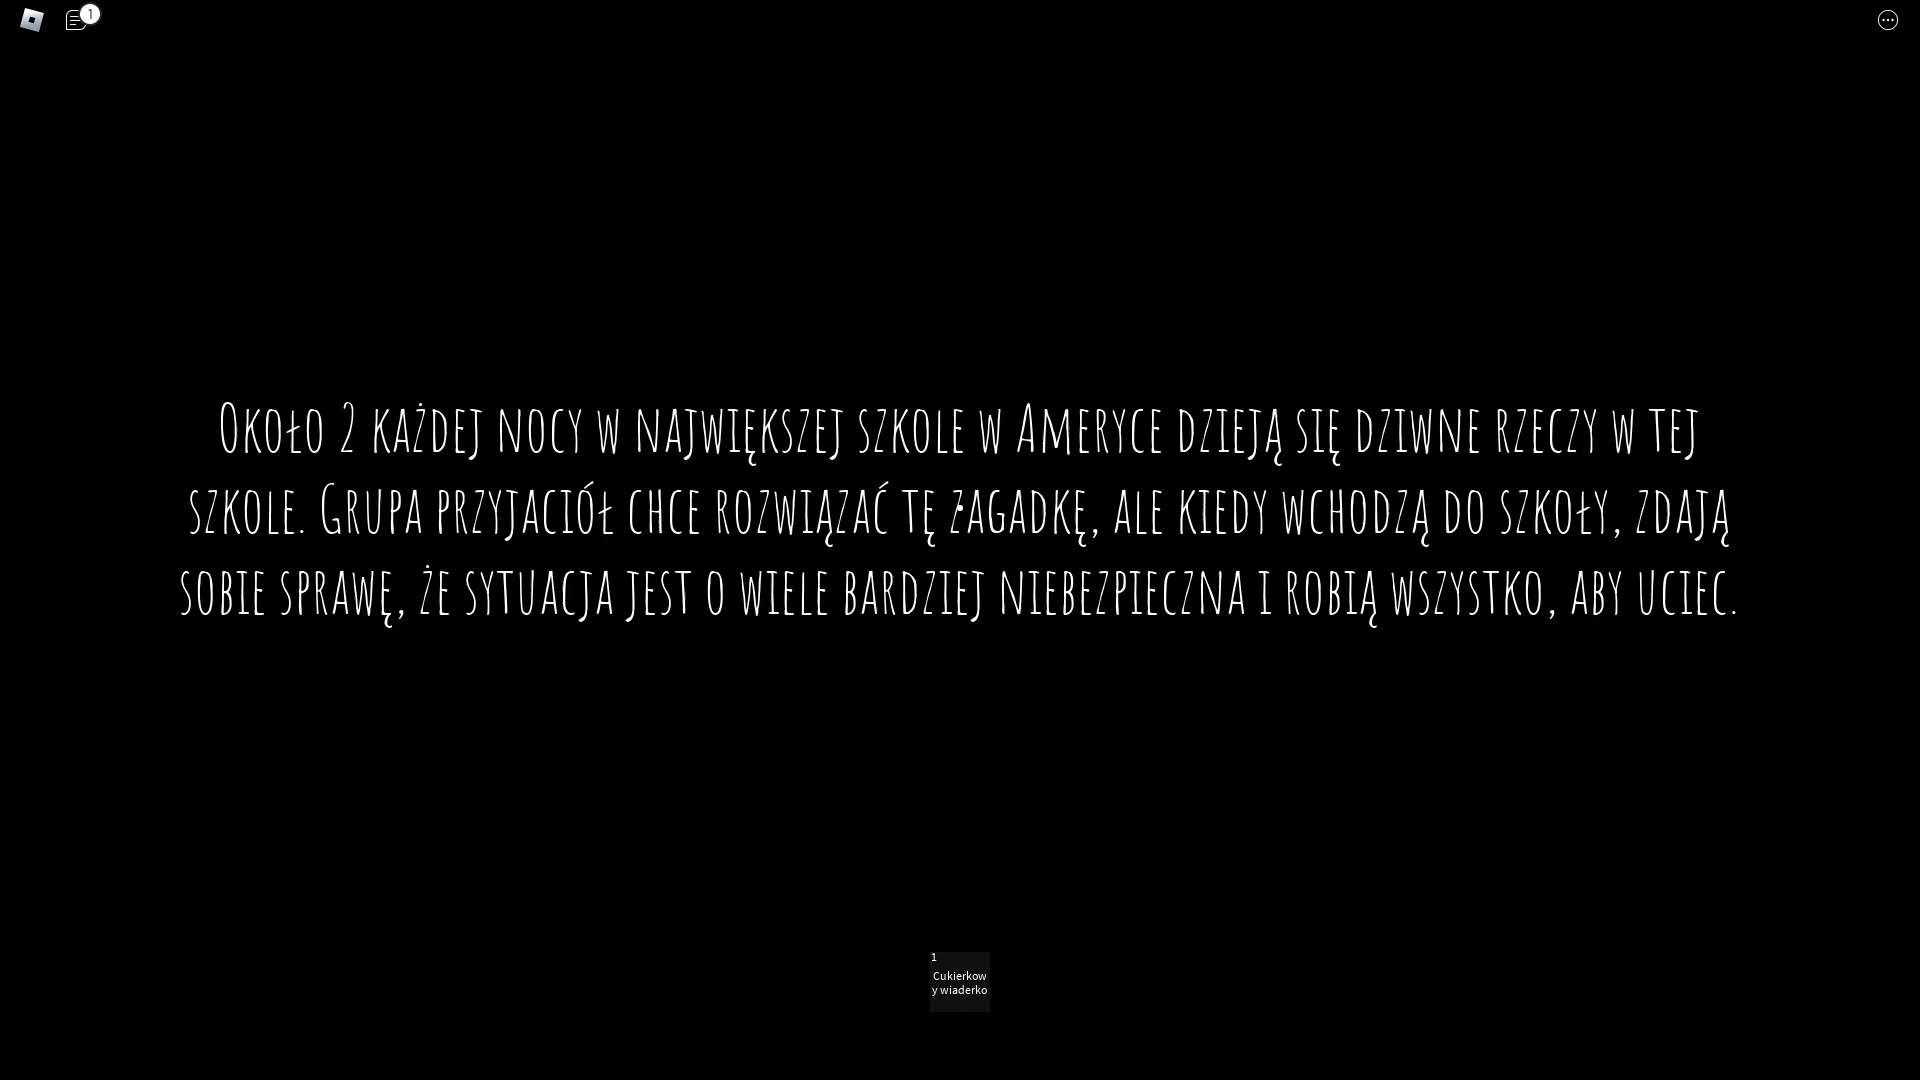 1
Około 2 każdej nocy w największej szkole w Ameryce dzieją się dziwne rzeczy w tej
szkole. Grupa przyjaciół chce rozwiązać tę zagadkę, ale kiedy wchodzą do szkoły, zdają
sobie sprawę, że sytuacja jest o wiele bardziej niebezpieczna i robią wszystko, aby uciec.
1
Cukierkow
y wiaderko